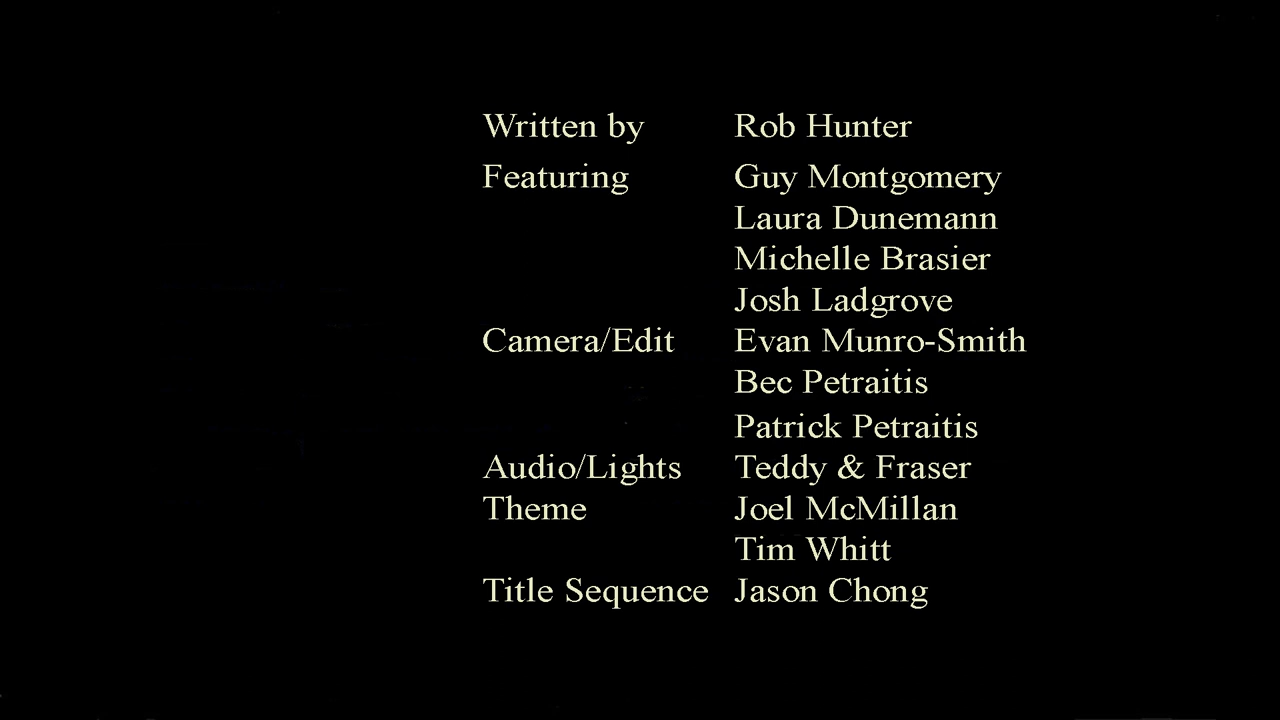 Written by Rob Hunter
Featuring Guy Montgomery
Laura Dunemann
Michelle Brasier
Josh Ladgrove
Camera/Edit Evan Munro-Smith
Bec Petraitis
Patrick Petraitis
Audio/Lights Teddy & Fraser
Theme Joel McMillan
Tim Whitt
Title Sequence Jason Chong